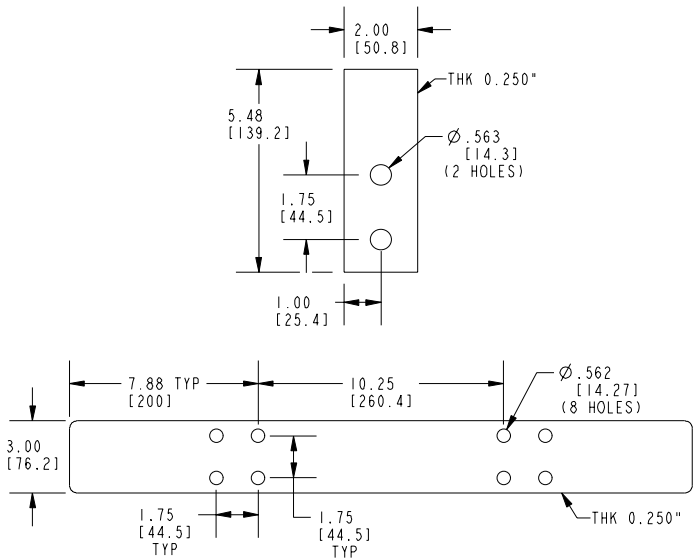 2.00
[50.8]
THK 0.250"
5.48
[139.2]
Ø.563
[14.3]
(2 HOLES)
1.75
[44.5]
1.00
[25.4]
7.88 TYP
[200]
10.25
[260.4]
Ø.562
[14.27]
(8 HOLES)
3.00
[76.2]
1.75
[44.5]
TYP
1.75
[44.5]
TYP
THK 0.250"